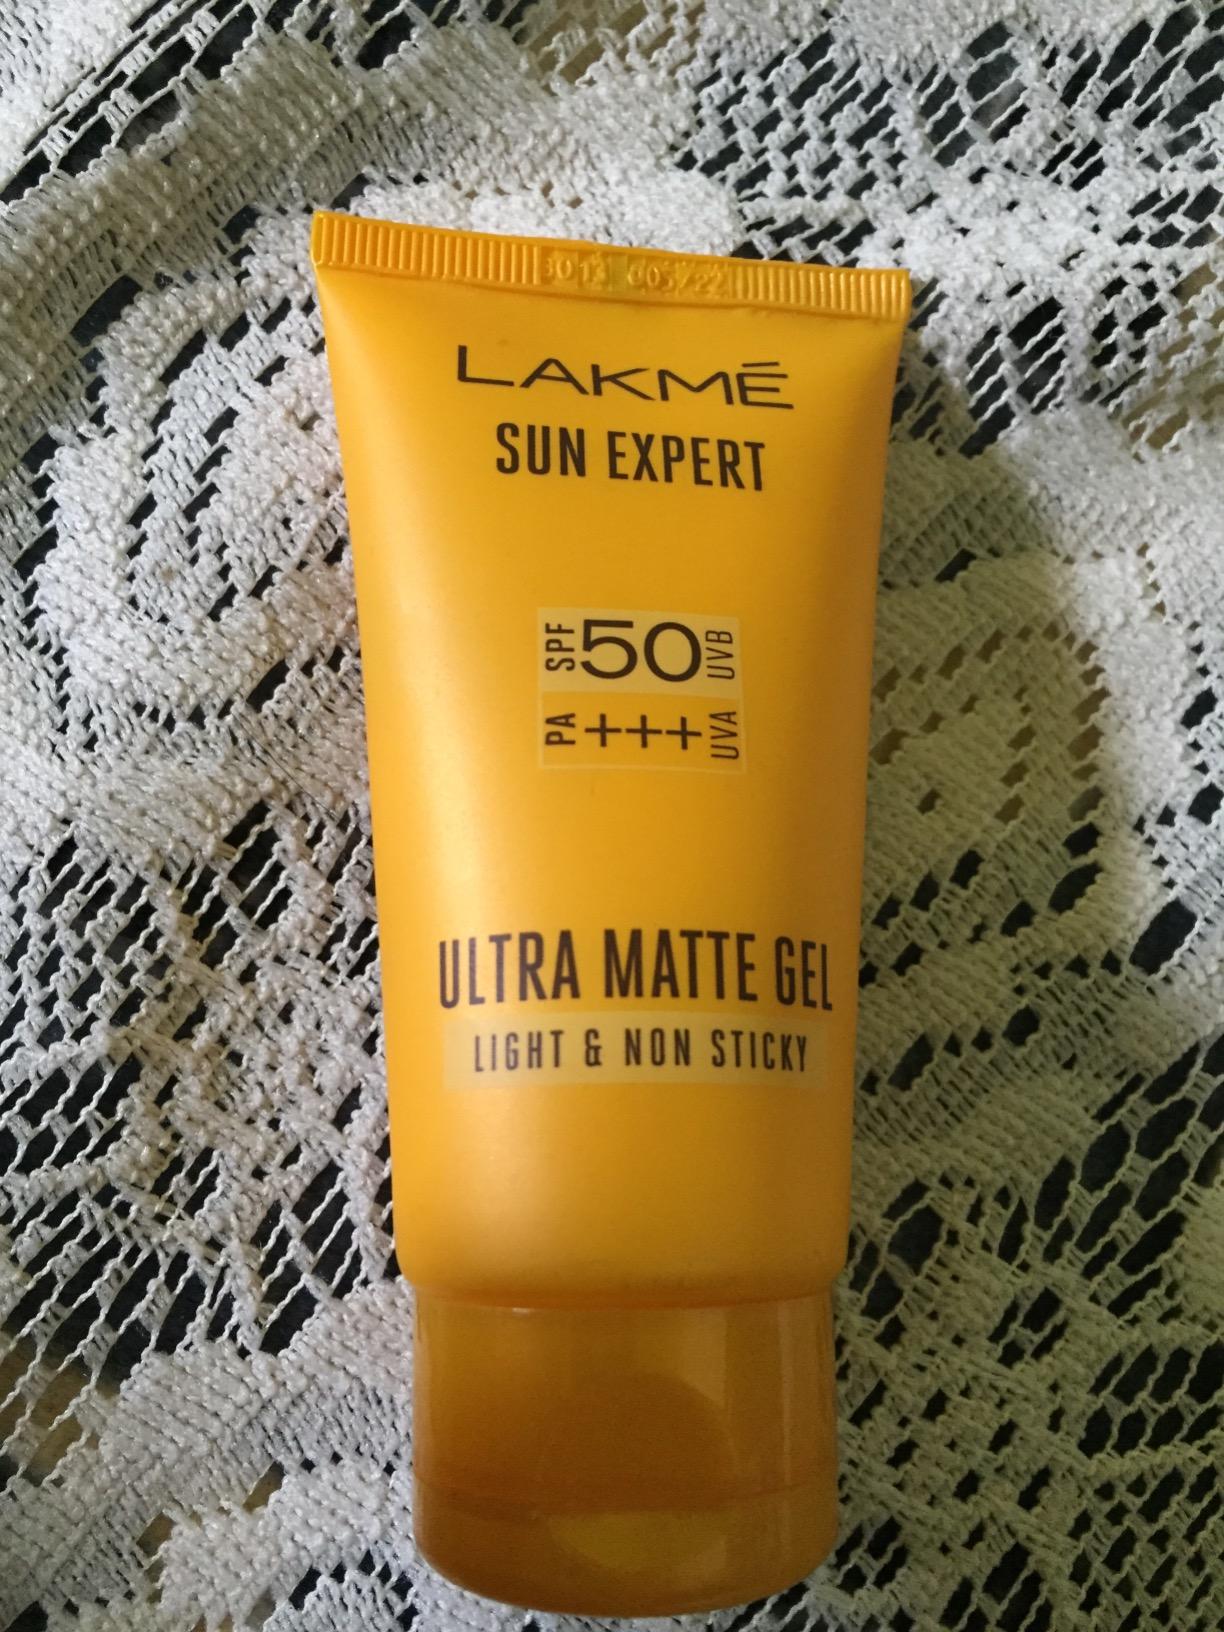 LAKMÉ
SUN EXPERT
SPF 50 UVB
PA +++ UVA
ULTRA MATTE GEL
LIGHT & NON STICKY